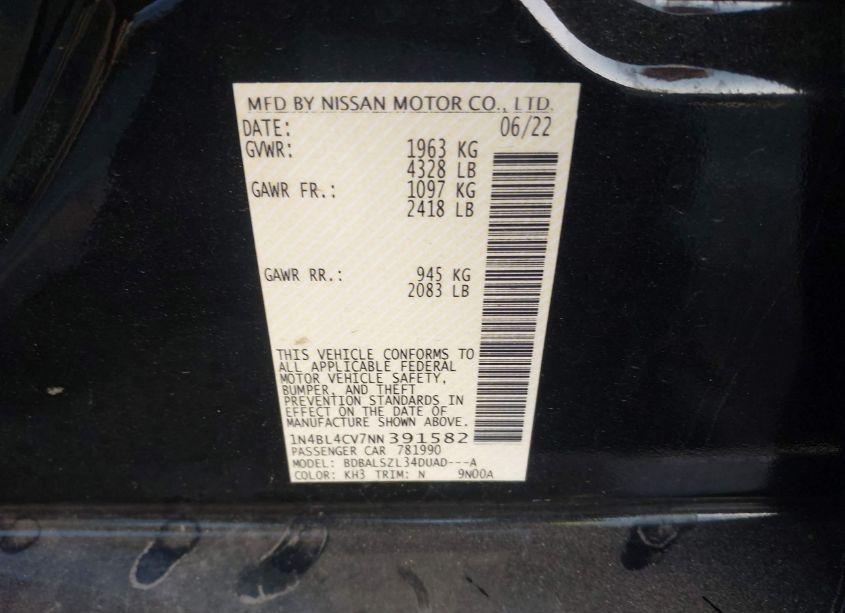 MFD BY NISSAN MOTOR CO., LTD.
DATE: 06/22
GVWR: 1963 KG
4328 LB
GAWR FR.: 1097 KG
2418 LB
GAWR RR.: 945 KG
2083 LB
THIS VEHICLE CONFORMS TO
ALL APPLICABLE FEDERAL
MOTOR VEHICLE SAFETY,
BUMPER, AND THEFT
PREVENTION STANDARDS IN
EFFECT ON THE DATE OF
MANUFACTURE SHOWN ABOVE.
1N4BL4CV7NN391582
PASSENGER CAR 781990
MODEL: BDBALSZL34DUAD---A
COLOR: KH3 TRIM: N 9N00A